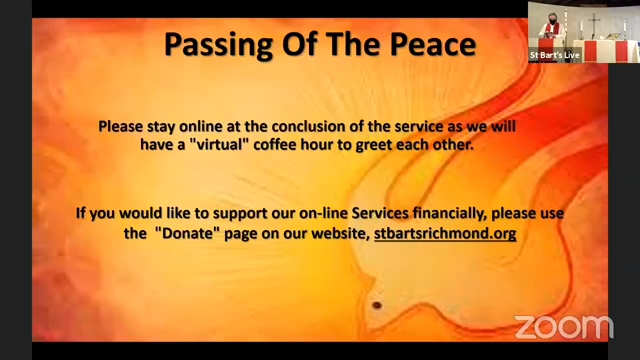 Passing Of The Peace
St Bart's Live
Please stay online at the conclusion of the service as we will
have a "virtual" coffee hour to greet each other.
If you would like to support our on-line Services financially, please use
the "Donate" page on our website, stbartsrichmond.org
zoom